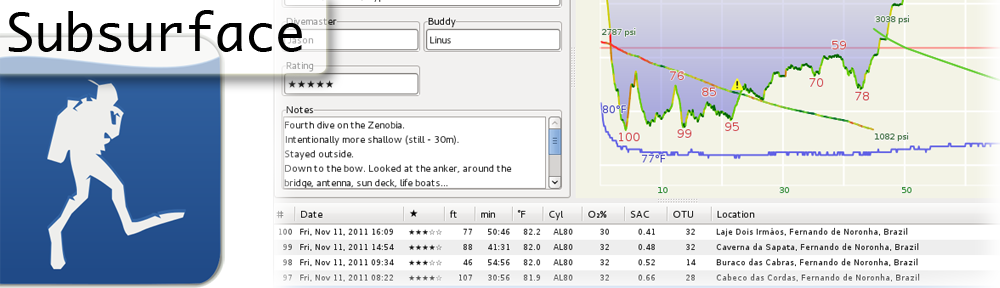 Subsurface
Divemaster
Buddy
Jason
Linus
Rating
★★★★★
Notes
Fourth dive on the Zenobia.
Intentionally more shallow (still - 30m).
Stayed outside.
Down to the bow. Looked at the anker, around the
bridge, antenna, sun deck, life boats...
2787 psi
3038 psi
59
76
70
85
78
80°F
100
99
95
1082 psi
77°F
10 30 50
# Date ★ ft min °F Cyl O₂% SAC OTU Location
100 Fri, Nov 11, 2011 16:09 ★★★☆☆ 77 50:46 82.2 AL80 30 0.41 32 Laje Dois Irmãos, Fernando de Noronha, Brazil
99 Fri, Nov 11, 2011 14:54 ★★★★☆ 88 41:31 82.0 AL80 32 0.48 32 Caverna da Sapata, Fernando de Noronha, Brazil
98 Fri, Nov 11, 2011 09:34 ★★★☆☆ 46 54:56 82.0 AL80 32 0.52 14 Buraco das Cabras, Fernando de Noronha, Brazil
97 Fri, Nov 11, 2011 08:22 ★★★★☆ 107 30:56 81.9 AL80 32 0.66 28 Cabeco das Cordas, Fernando de Noronha, Brazil